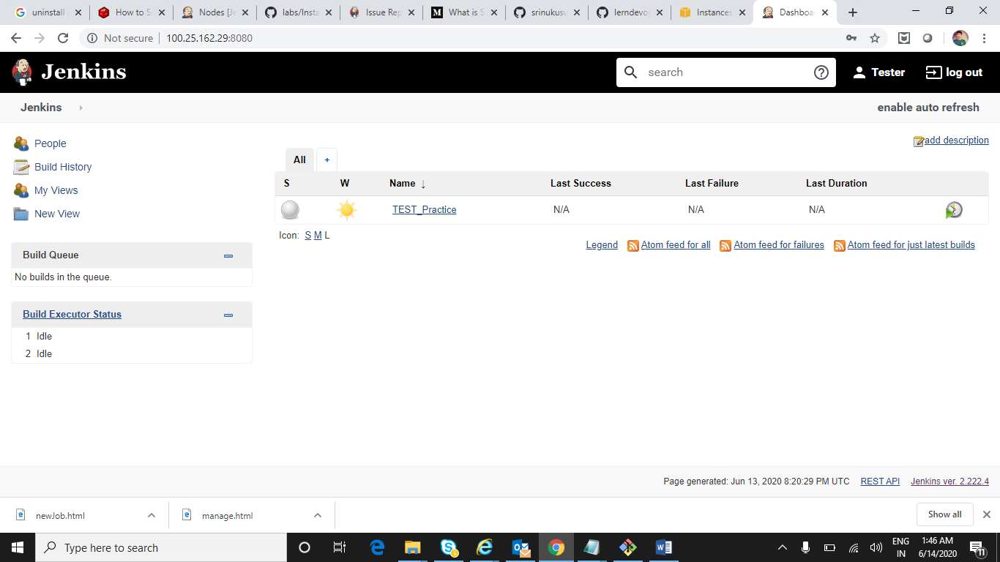 uninstall
How to S
Nodes [Je
labs/Insta
Issue Rep
What is S
srinukusu
lerndevop
Instances
Dashboar
Not secure
100.25.162.29:8080
Jenkins
search
Tester
log out
Jenkins
enable auto refresh
People
Build History
My Views
New View
add description
All
+
S W Name ↓ Last Success Last Failure Last Duration
TEST_Practice N/A N/A N/A
Icon: S M L
Legend Atom feed for all Atom feed for failures Atom feed for just latest builds
Build Queue
No builds in the queue.
Build Executor Status
1 Idle
2 Idle
Page generated: Jun 13, 2020 8:20:29 PM UTC REST API Jenkins ver. 2.222.4
newJob.html
manage.html
Show all
Type here to search
ENG
IN
1:46 AM
6/14/2020
11